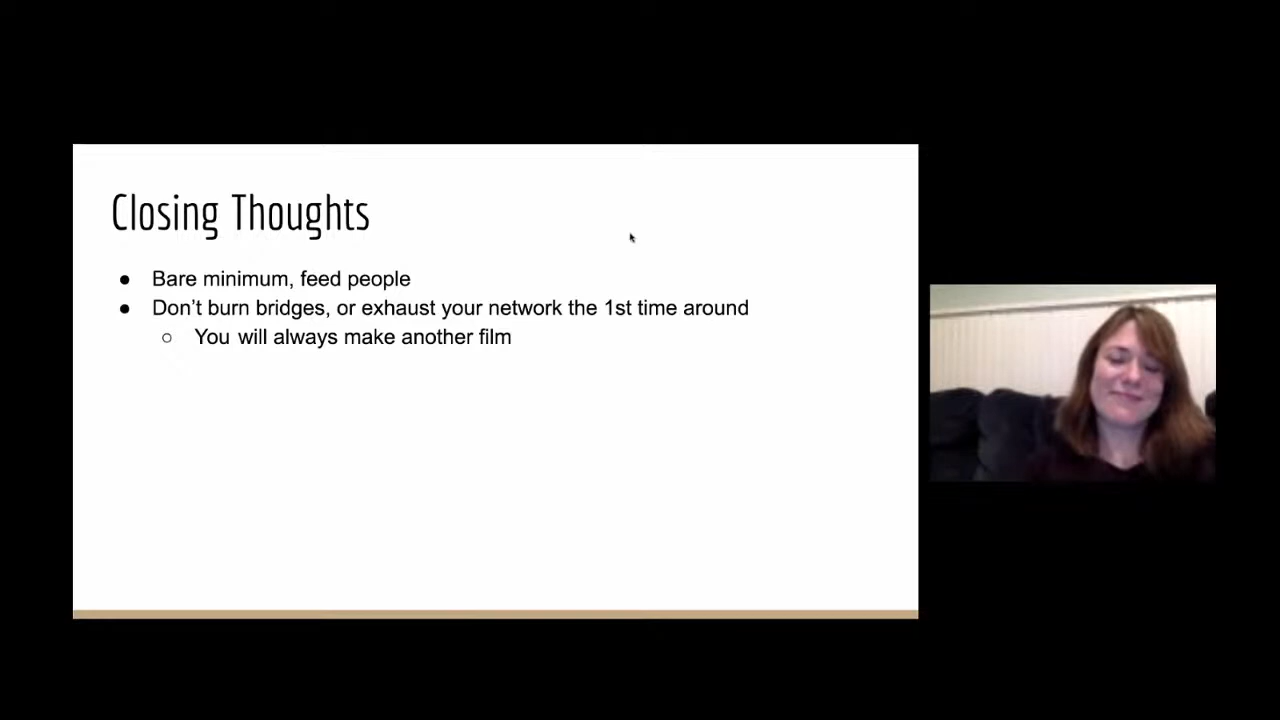 Closing Thoughts
● Bare minimum, feed people
● Don’t burn bridges, or exhaust your network the 1st time around
○ You will always make another film